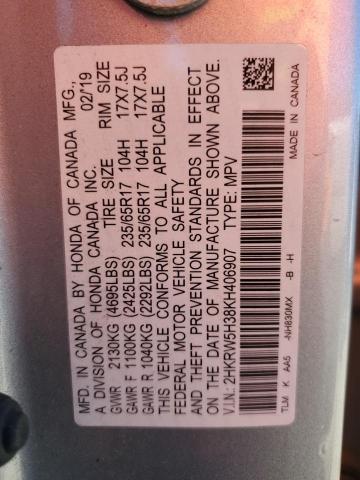 MFD. IN CANADA BY HONDA OF CANADA MFG.,
A DIVISION OF HONDA CANADA INC. 02/19
TIRE SIZE RIM SIZE
GVWR 2130KG (4695LBS)
GAWR F 1100KG (2425LBS) 235/65R17 104H 17X7.5J
GAWR R 1040KG (2292LBS) 235/65R17 104H 17X7.5J
THIS VEHICLE CONFORMS TO ALL APPLICABLE
FEDERAL MOTOR VEHICLE SAFETY
AND THEFT PREVENTION STANDARDS IN EFFECT
ON THE DATE OF MANUFACTURE SHOWN ABOVE.
V.I.N.: 2HKRW5H38KH406907 TYPE: MPV
MADE IN CANADA
TLM K AA5 -NH830MX -B -H